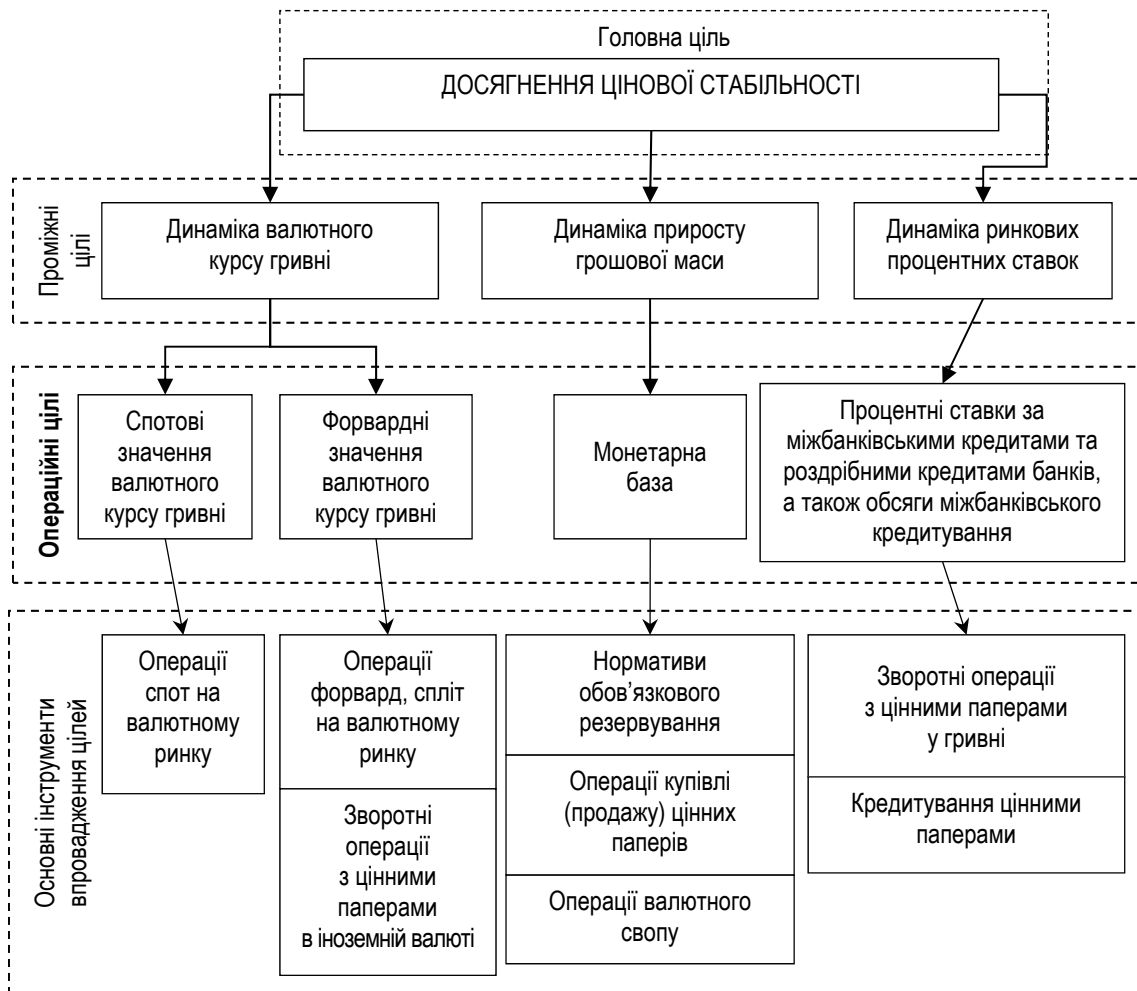 Головна ціль
ДОСЯГНЕННЯ ЦІНОВОЇ СТАБІЛЬНОСТІ
Проміжні
цілі
Динаміка валютного
курсу гривні
Динаміка приросту
грошової маси
Динаміка ринкових
процентних ставок
Операційні цілі
Спотові
значення
валютного
курсу гривні
Форвардні
значення
валютного
курсу гривні
Монетарна
база
Процентні ставки за
міжбанківськими кредитами та
роздрібними кредитами банків,
а також обсяги міжбанківського
кредитування
Основні інструменти
впровадження цілей
Операції
спот на
валютному
ринку
Операції
форвард, спліт
на валютному
ринку
Зворотні
операції
з цінними
паперами
в іноземній валюті
Нормативи
обов’язкового
резервування
Операції купівлі
(продажу) цінних
паперів
Операції валютного
свопу
Зворотні операції
з цінними паперами
у гривні
Кредитування цінними
паперами